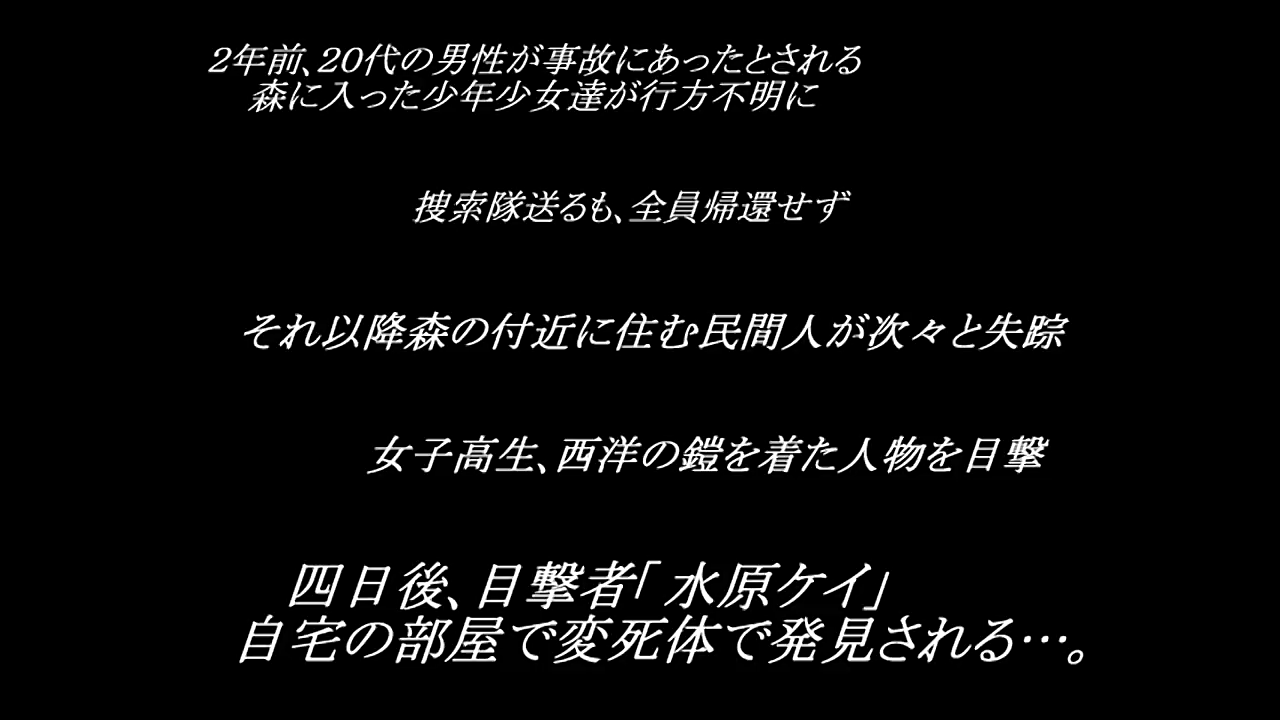 2年前、20代の男性が事故にあったとされる
森に入った少年少女達が行方不明に
捜索隊送るも、全員帰還せず
それ以降森の付近に住む民間人が次々と失踪
女子高生、西洋の鎧を着た人物を目撃
四日後、目撃者「水原ケイ」
自宅の部屋で変死体で発見される…。